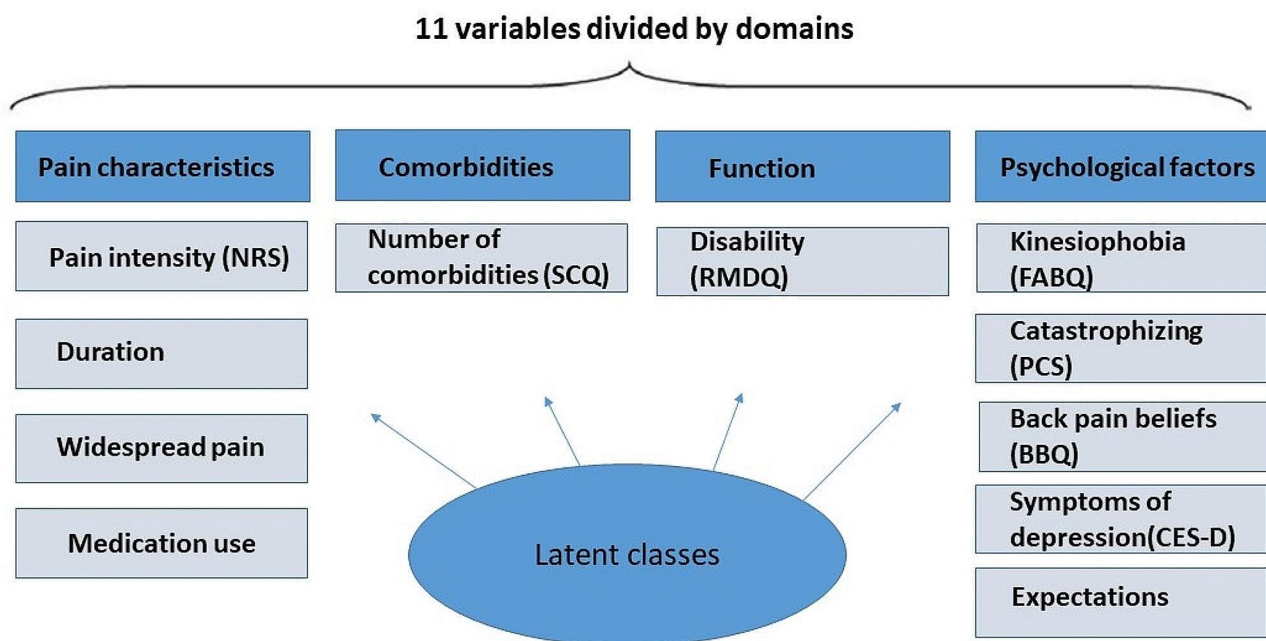 11 variables divided by domains
Pain characteristics
Pain intensity (NRS)
Duration
Widespread pain
Medication use
Comorbidities
Number of
comorbidities (SCQ)
Function
Disability
(RMDQ)
Psychological factors
Kinesiophobia
(FABQ)
Catastrophizing
(PCS)
Back pain beliefs
(BBQ)
Symptoms of
depression(CES-D)
Expectations
Latent classes